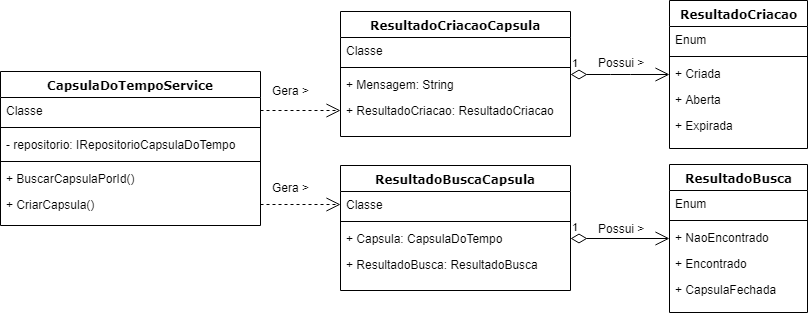 CapsulaDoTempoService
Classe
- repositorio: IRepositorioCapsulaDoTempo
+ BuscarCapsulaPorId()
+ CriarCapsula()
Gera >
Gera >
ResultadoCriacaoCapsula
Classe
+ Mensagem: String
+ ResultadoCriacao: ResultadoCriacao
1
Possui >
ResultadoCriacao
Enum
+ Criada
+ Aberta
+ Expirada
ResultadoBuscaCapsula
Classe
+ Capsula: CapsulaDoTempo
+ ResultadoBusca: ResultadoBusca
1
Possui >
ResultadoBusca
Enum
+ NaoEncontrado
+ Encontrado
+ CapsulaFechada